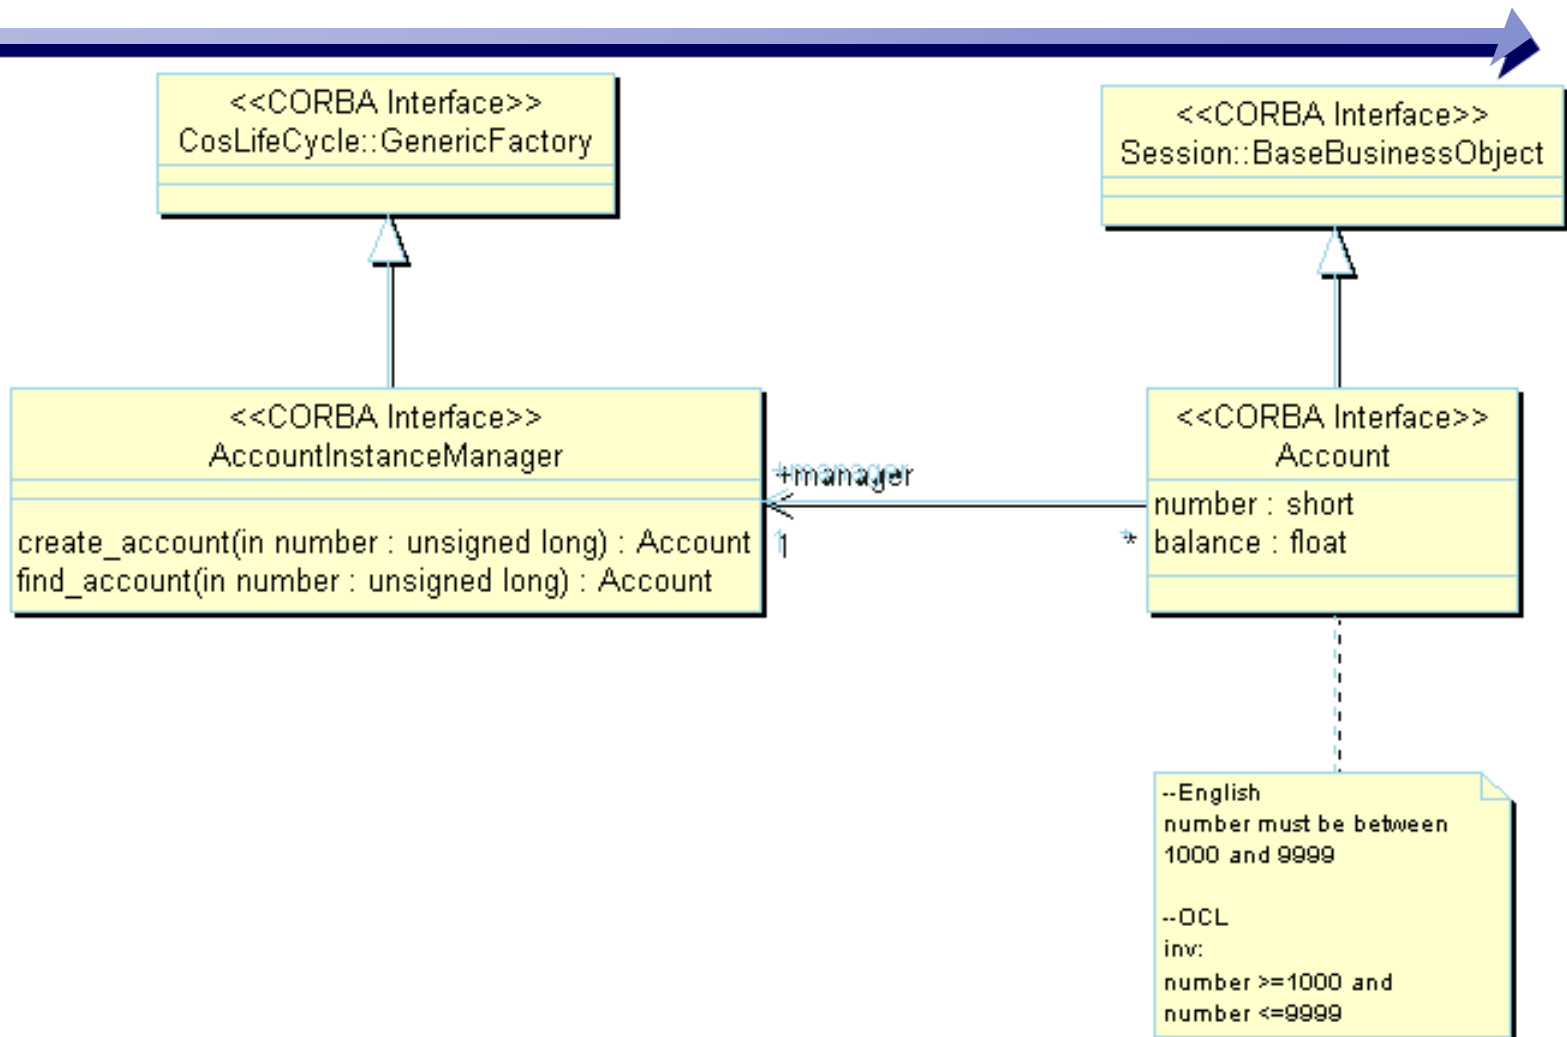 <<CORBA Interface>>
CosLifeCycle::GenericFactory
<<CORBA Interface>>
Session::BaseBusinessObject
<<CORBA Interface>>
AccountInstanceManager
create_account(in number : unsigned long) : Account
find_account(in number : unsigned long) : Account
+manager
1
*
<<CORBA Interface>>
Account
number : short
balance : float
--English
number must be between
1000 and 9999
--OCL
inv:
number >=1000 and
number <=9999